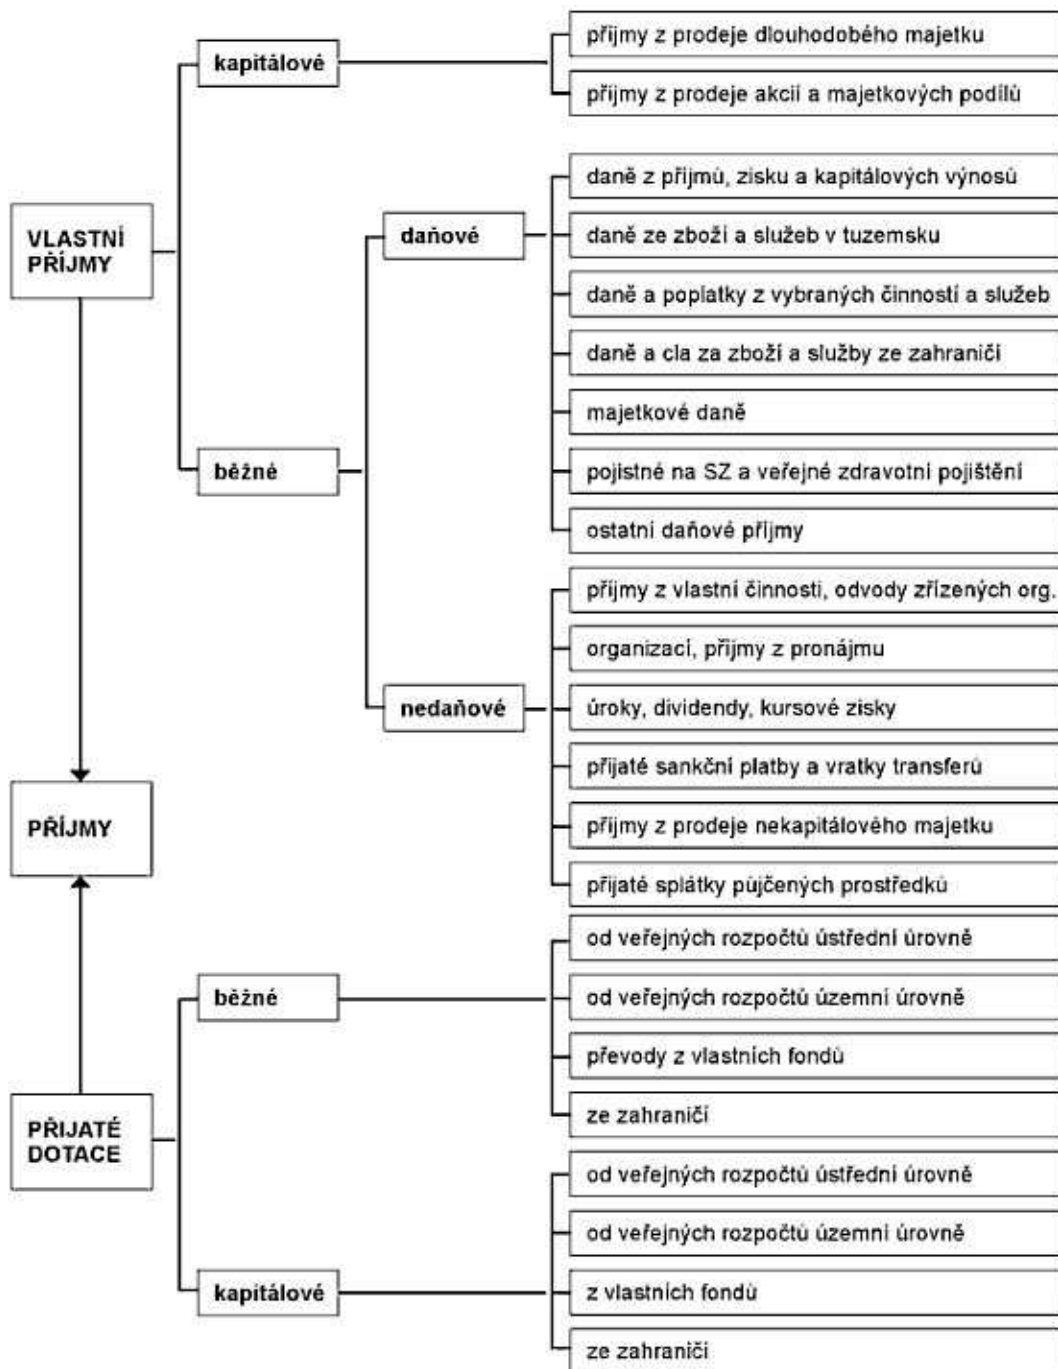 kapitálové
příjmy z prodeje dlouhodobého majetku
příjmy z prodeje akcií a majetkových podílů
VLASTNÍ
PŘÍJMY
daňové
daně z příjmů, zisku a kapitálových výnosů
daně ze zboží a služeb v tuzemsku
daně a poplatky z vybraných činností a služeb
daně a cla za zboží a služby ze zahraničí
majetkové daně
běžné
pojistné na SZ a veřejné zdravotní pojištění
ostatní daňové příjmy
příjmy z vlastní činnosti, odvody zřízených org.
organizací, příjmy z pronájmu
nedaňové
úroky, dividendy, kursové zisky
přijaté sankční platby a vratky transferů
příjmy z prodeje nekapitálového majetku
přijaté splátky půjčených prostředků
PŘÍJMY
od veřejných rozpočtů ústřední úrovně
běžné
od veřejných rozpočtů územní úrovně
převody z vlastních fondů
ze zahraničí
PŘIJATÉ
DOTACE
od veřejných rozpočtů ústřední úrovně
od veřejných rozpočtů územní úrovně
kapitálové
z vlastních fondů
ze zahraničí